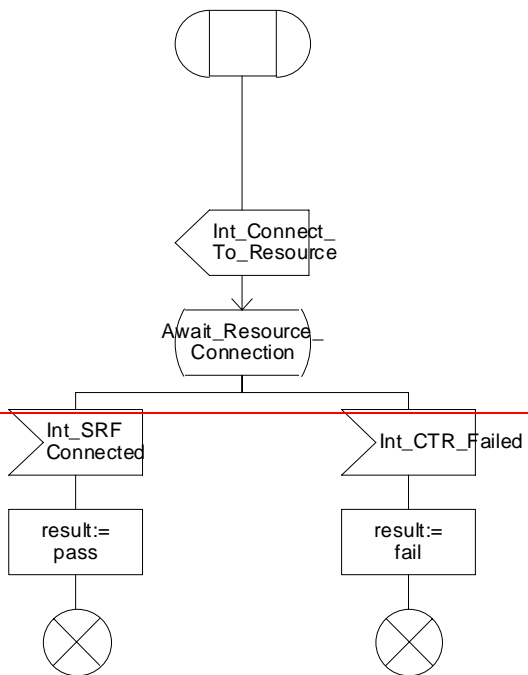 Int_Connect_
To_Resource
Await_Resource_
Connection
Int_SRF
Connected
Int_CTR_Failed
result:=
pass
result:=
fail